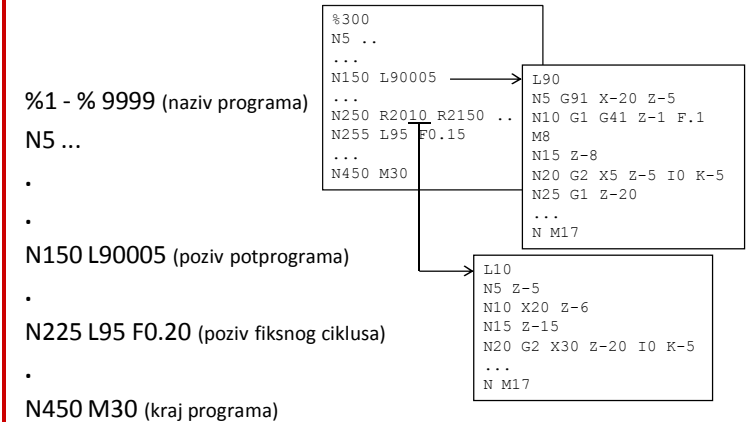 %1 - % 9999 (naziv programa)
N5 ...
.
.
N150 L90005 (poziv potprograma)
.
N225 L95 F0.20 (poziv fiksnog ciklusa)
.
N450 M30 (kraj programa)
%300
N5 ..
...
N150 L90005
...
N250 R2010 R2150 ..
N255 L95 F0.15
...
N450 M30
L90
N5 G91 X-20 Z-5
N10 G1 G41 Z-1 F.1
M8
N15 Z-8
N20 G2 X5 Z-5 I0 K-5
N25 G1 Z-20
...
N M17
L10
N5 Z-5
N10 X20 Z-6
N15 Z-15
N20 G2 X30 Z-20 I0 K-5
...
N M17